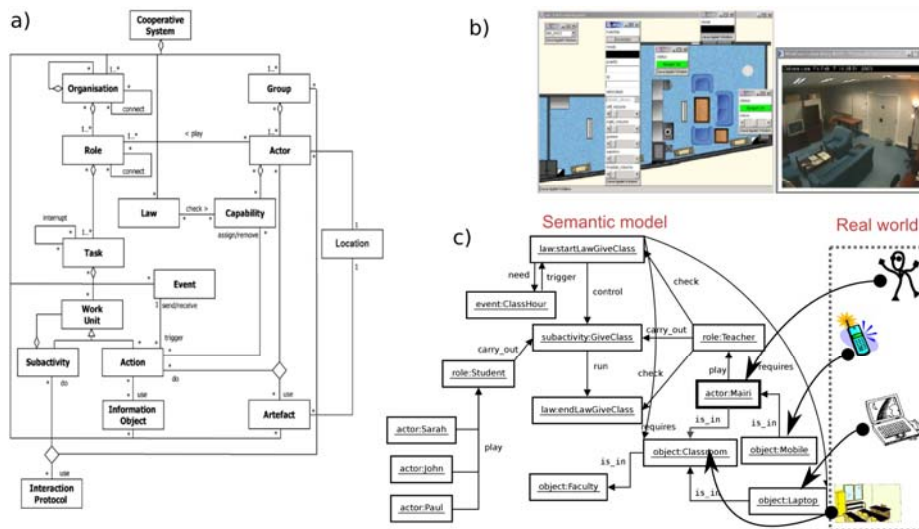 a)
Cooperative
System
1..*
Organisation
connect
Group
1..*
1..*
1..*
Role
< play
Actor
connect
Law
check >
Capability
interrupt
assign/remove
Location
1..*
Task
Event
send/receive
Work
Unit
trigger
Subactivity
Action
do
do
use
Information
Object
use
Artefact
use
Interaction
Protocol
b)
Semantic model
Real world
c)
law:startLawGiveClass
need
trigger
check
event:ClassHour
control
subactivity:GiveClass
carry_out
role:Teacher
carry_out
role:Student
run
check
play
requires
actor:Mairi
law:endLawGiveClass
requires
is_in
is_in
actor:Sarah
play
object:Classroom
object:Mobile
actor:John
is_in
object:Faculty
is_in
object:Laptop
actor:Paul